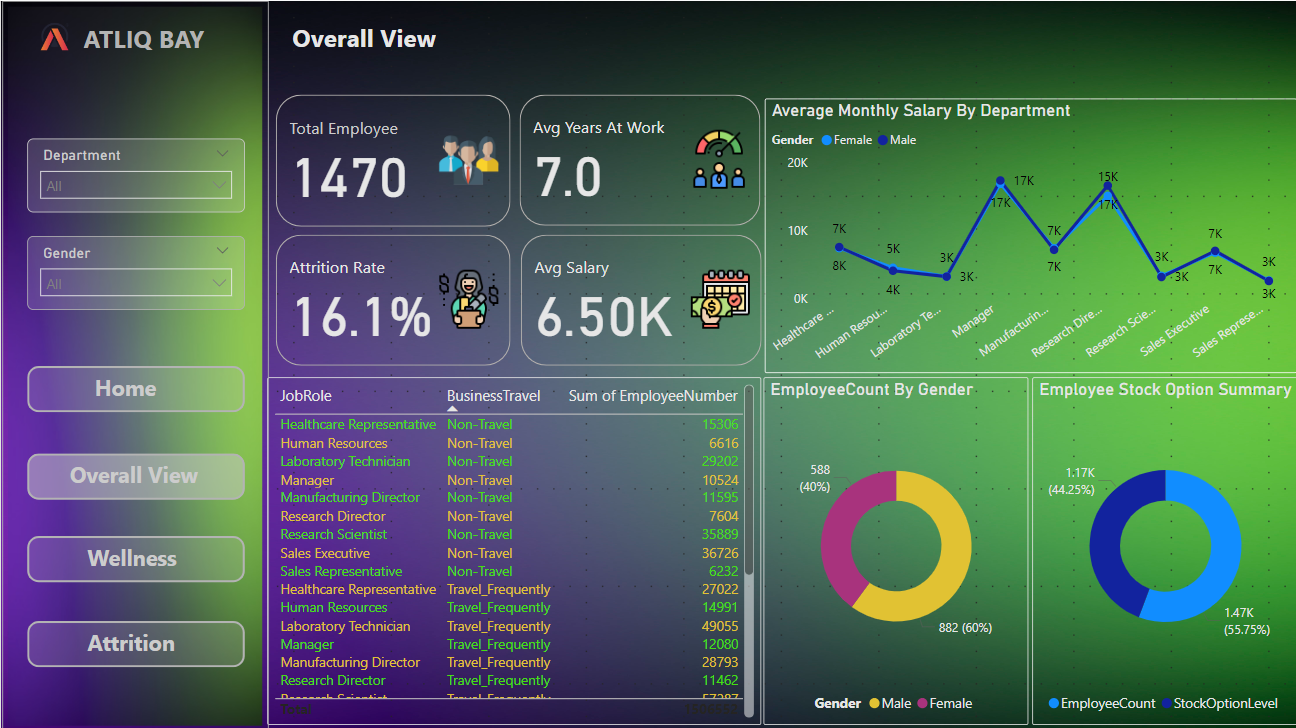 ATLIQ BAY
Overall View
Department
All
Gender
All
Home
Overall View
Wellness
Attrition
Total Employee
1470
Avg Years At Work
7.0
Attrition Rate
16.1%
Avg Salary
6.50K
Average Monthly Salary By Department
Gender Female Male
20K
10K
0K
7K
8K
5K
4K
3K
3K
17K
17K
7K
7K
15K
17K
3K
3K
7K
7K
3K
3K
Healthcare ...
Human Resou...
Laboratory Te...
Manager
Manufacturin...
Research Dire...
Research Scie...
Sales Executive
Sales Represe...
JobRole BusinessTravel Sum of EmployeeNumber
Healthcare Representative Non-Travel 15306
Human Resources Non-Travel 6616
Laboratory Technician Non-Travel 29202
Manager Non-Travel 10524
Manufacturing Director Non-Travel 11595
Research Director Non-Travel 7604
Research Scientist Non-Travel 35889
Sales Executive Non-Travel 36726
Sales Representative Non-Travel 6232
Healthcare Representative Travel_Frequently 27022
Human Resources Travel_Frequently 14991
Laboratory Technician Travel_Frequently 49055
Manager Travel_Frequently 12080
Manufacturing Director Travel_Frequently 28793
Research Director Travel_Frequently 11462
Research Scientist Travel_Frequently 57287
Total
EmployeeCount By Gender
588
(40%)
882 (60%)
Gender Male Female
Employee Stock Option Summary
1.17K
(44.25%)
1.47K
(55.75%)
EmployeeCount StockOptionLevel